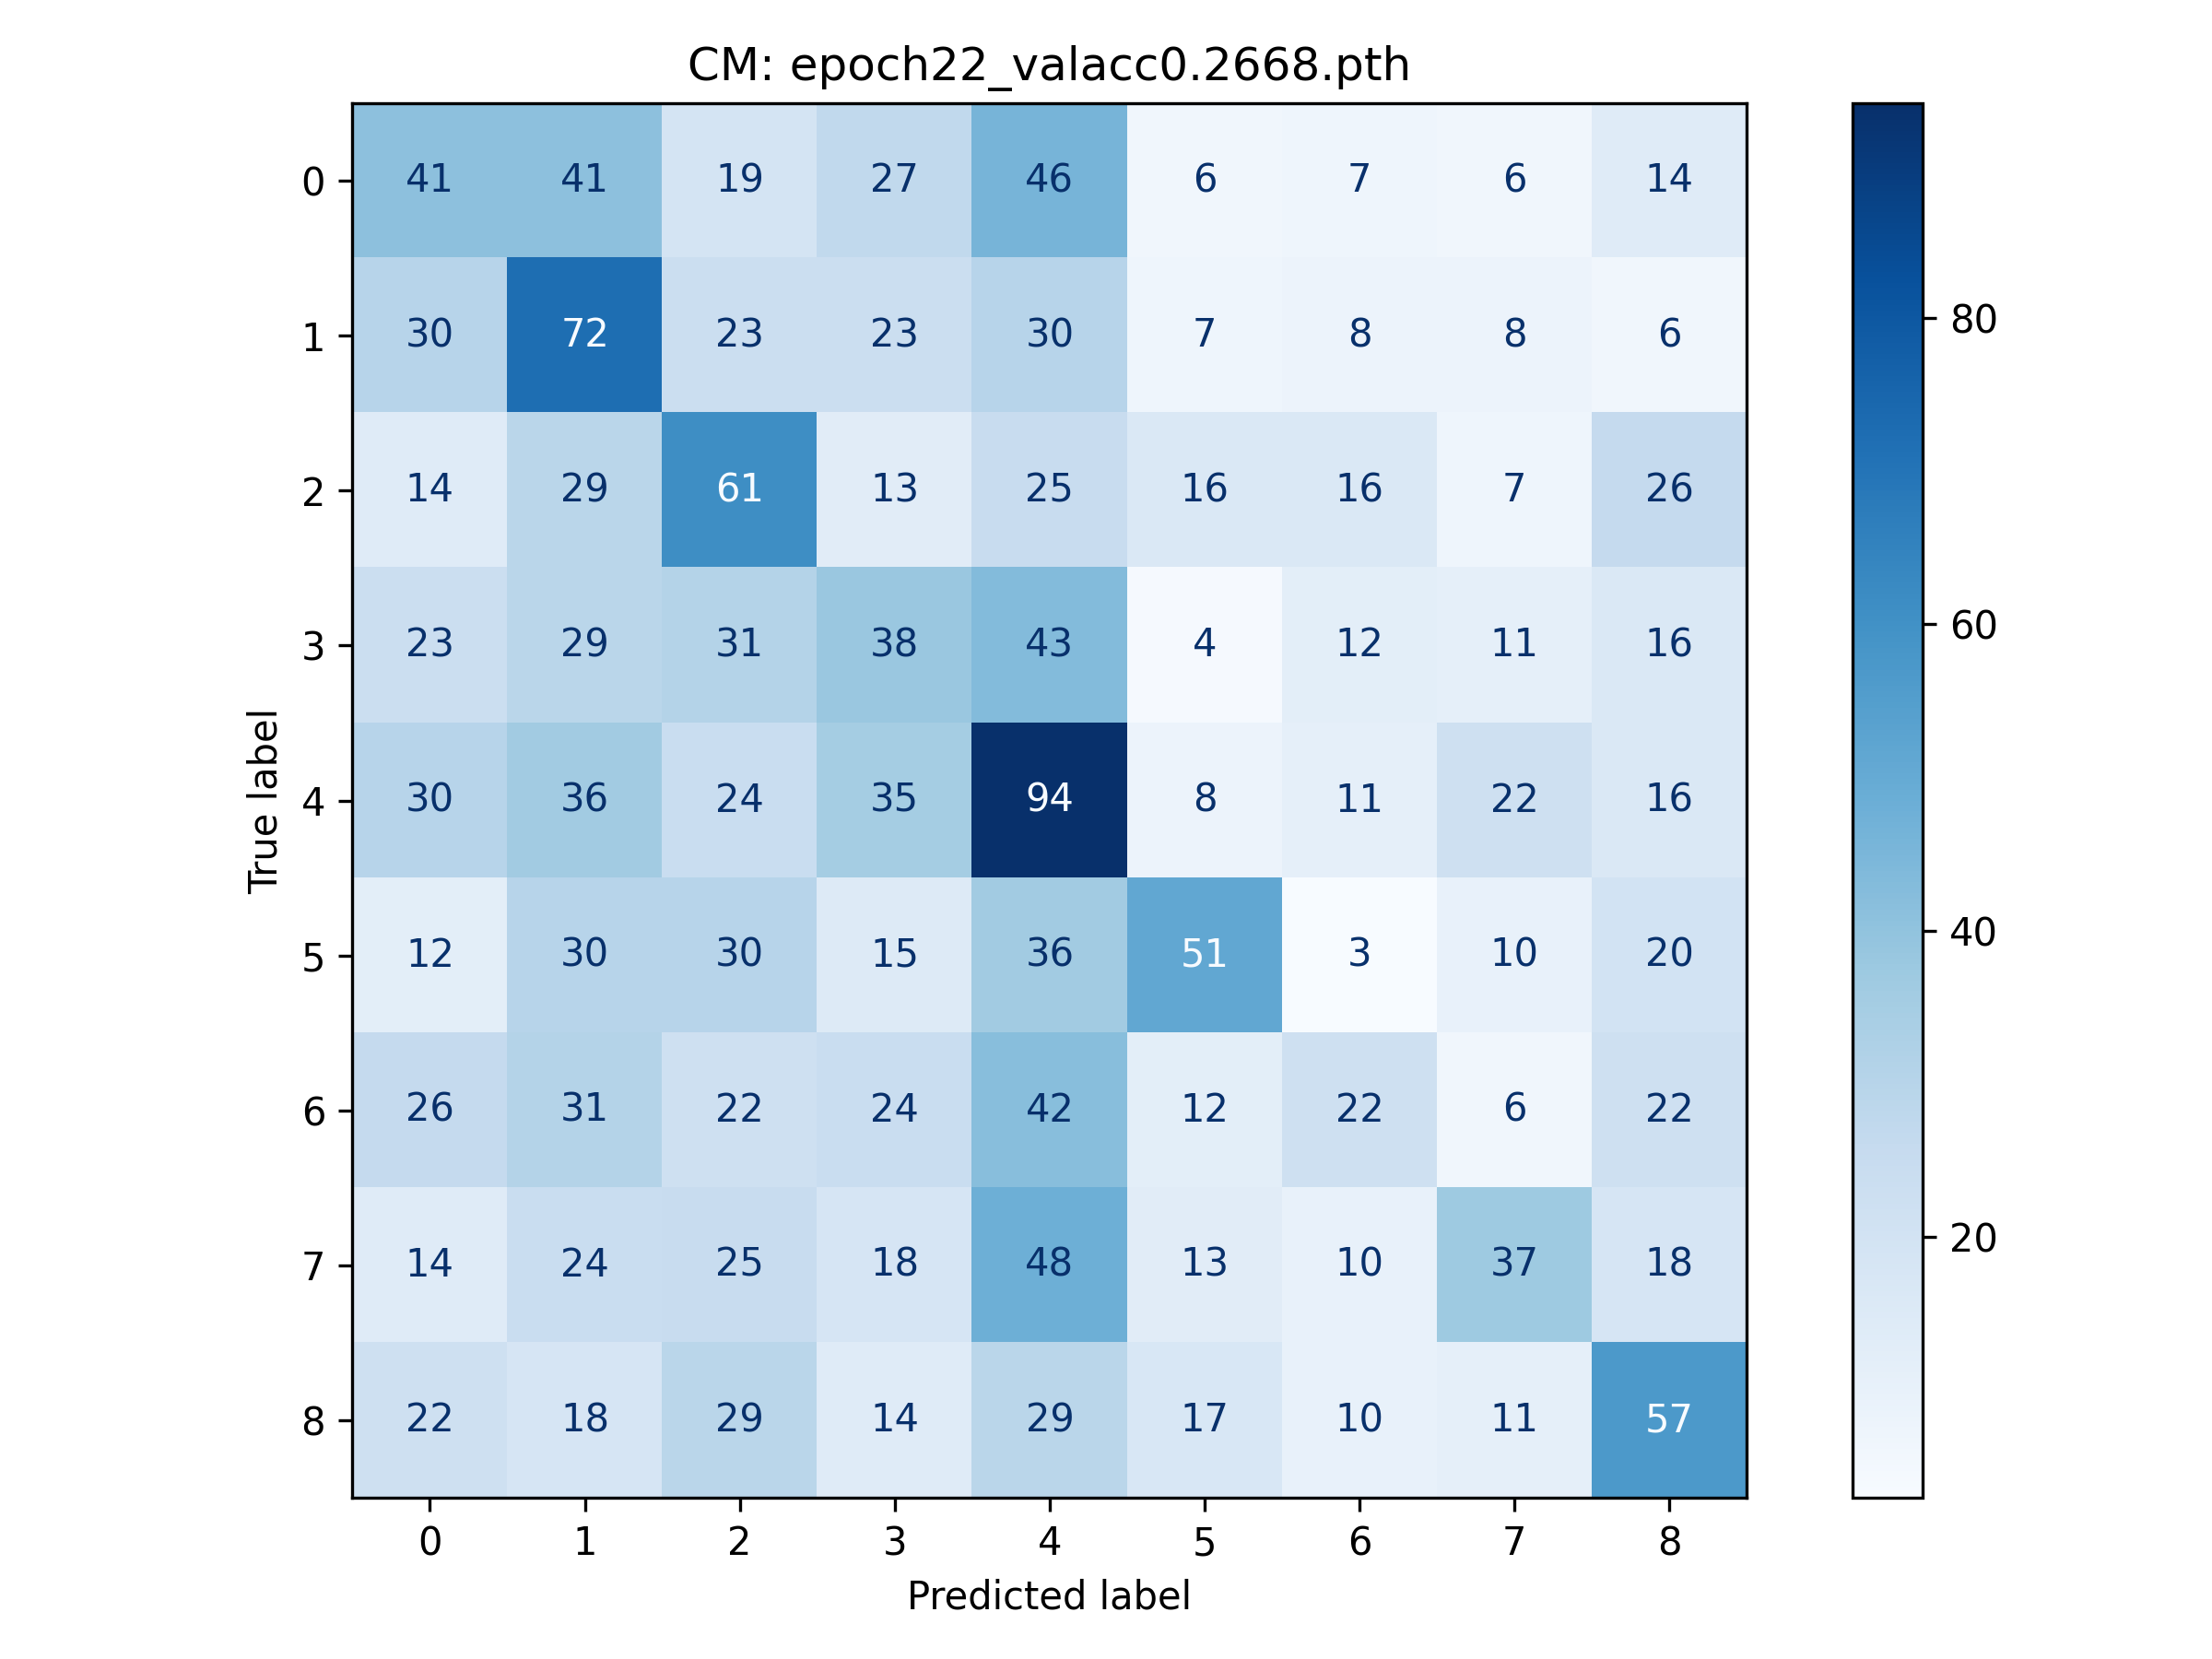 CM: epoch22_valacc0.2668.pth
0 41 41 19 27 46 6 7 6 14
1 30 72 23 23 30 7 8 8 6
2 14 29 61 13 25 16 16 7 26
3 23 29 31 38 43 4 12 11 16
4 30 36 24 35 94 8 11 22 16
5 12 30 30 15 36 51 3 10 20
6 26 31 22 24 42 12 22 6 22
7 14 24 25 18 48 13 10 37 18
8 22 18 29 14 29 17 10 11 57
0 1 2 3 4 5 6 7 8
Predicted label
True label
80
60
40
20